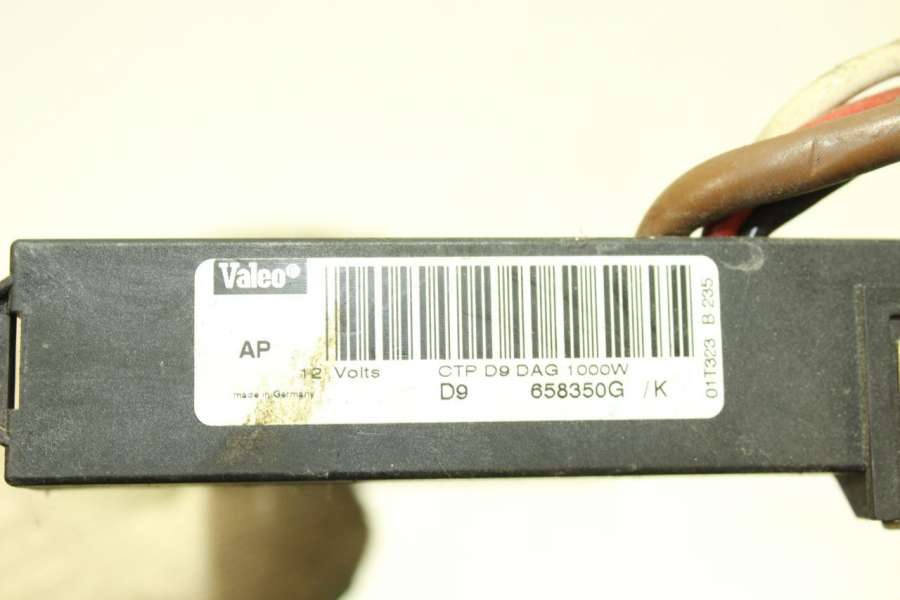 Valeo
AP
12 Volts CTP D9 DAG 1000W
made in Germany D9 658350G /K
01T323 B 235